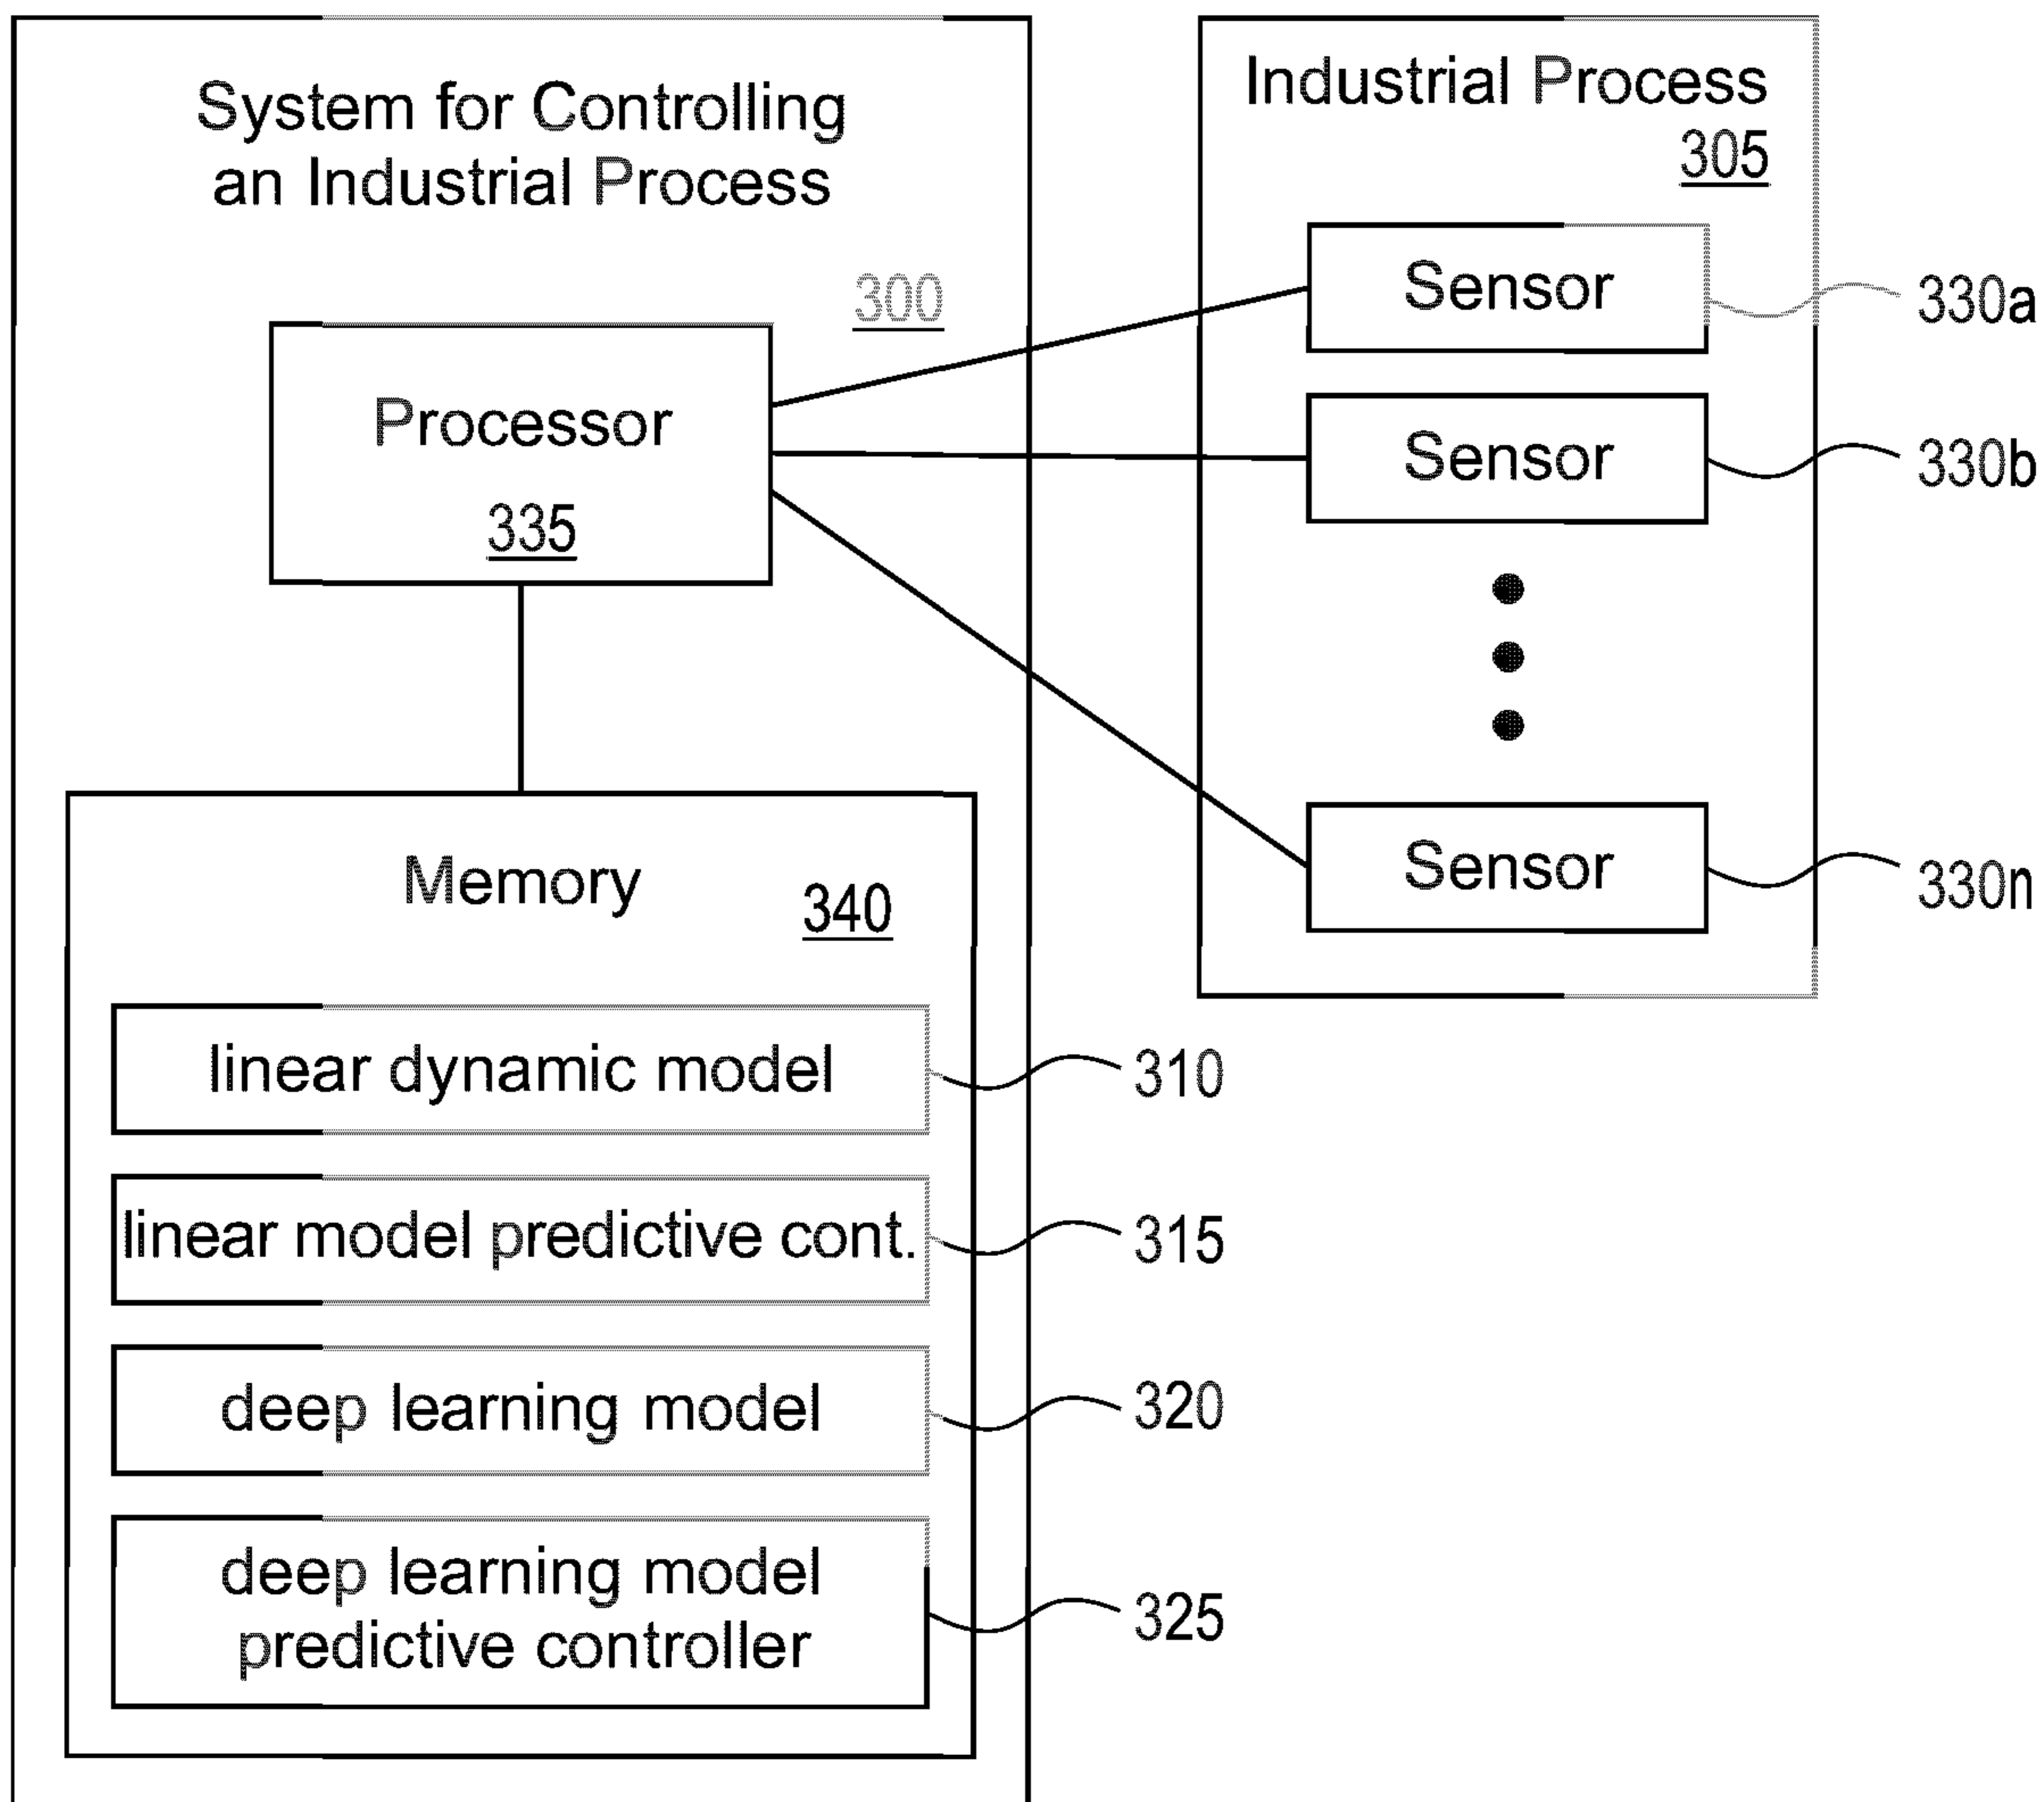 System for Controlling
an Industrial Process
300
Processor
335
Memory
340
linear dynamic model
310
linear model predictive cont.
315
deep learning model
320
deep learning model
predictive controller
325
Industrial Process
305
Sensor
330a
Sensor
330b
Sensor
330n